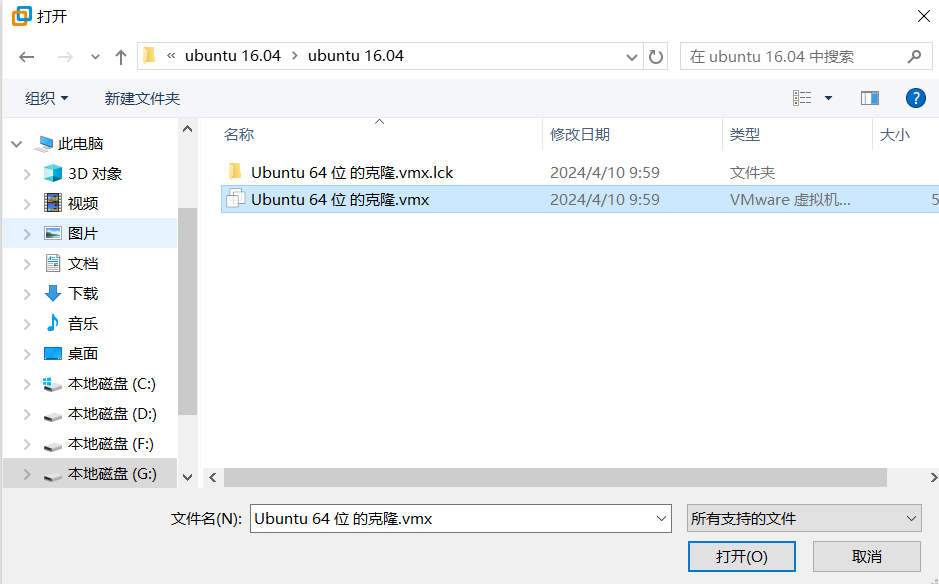 打开
« ubuntu 16.04 > ubuntu 16.04
在 ubuntu 16.04 中搜索
组织
新建文件夹
此电脑
3D 对象
视频
图片
文档
下载
音乐
桌面
本地磁盘 (C:)
本地磁盘 (D:)
本地磁盘 (F:)
本地磁盘 (G:)
名称 修改日期 类型 大小
Ubuntu 64 位 的克隆.vmx.lck 2024/4/10 9:59 文件夹
Ubuntu 64 位 的克隆.vmx 2024/4/10 9:59 VMware 虚拟机... 5
文件名(N): Ubuntu 64 位 的克隆.vmx 所有支持的文件
打开(O) 取消